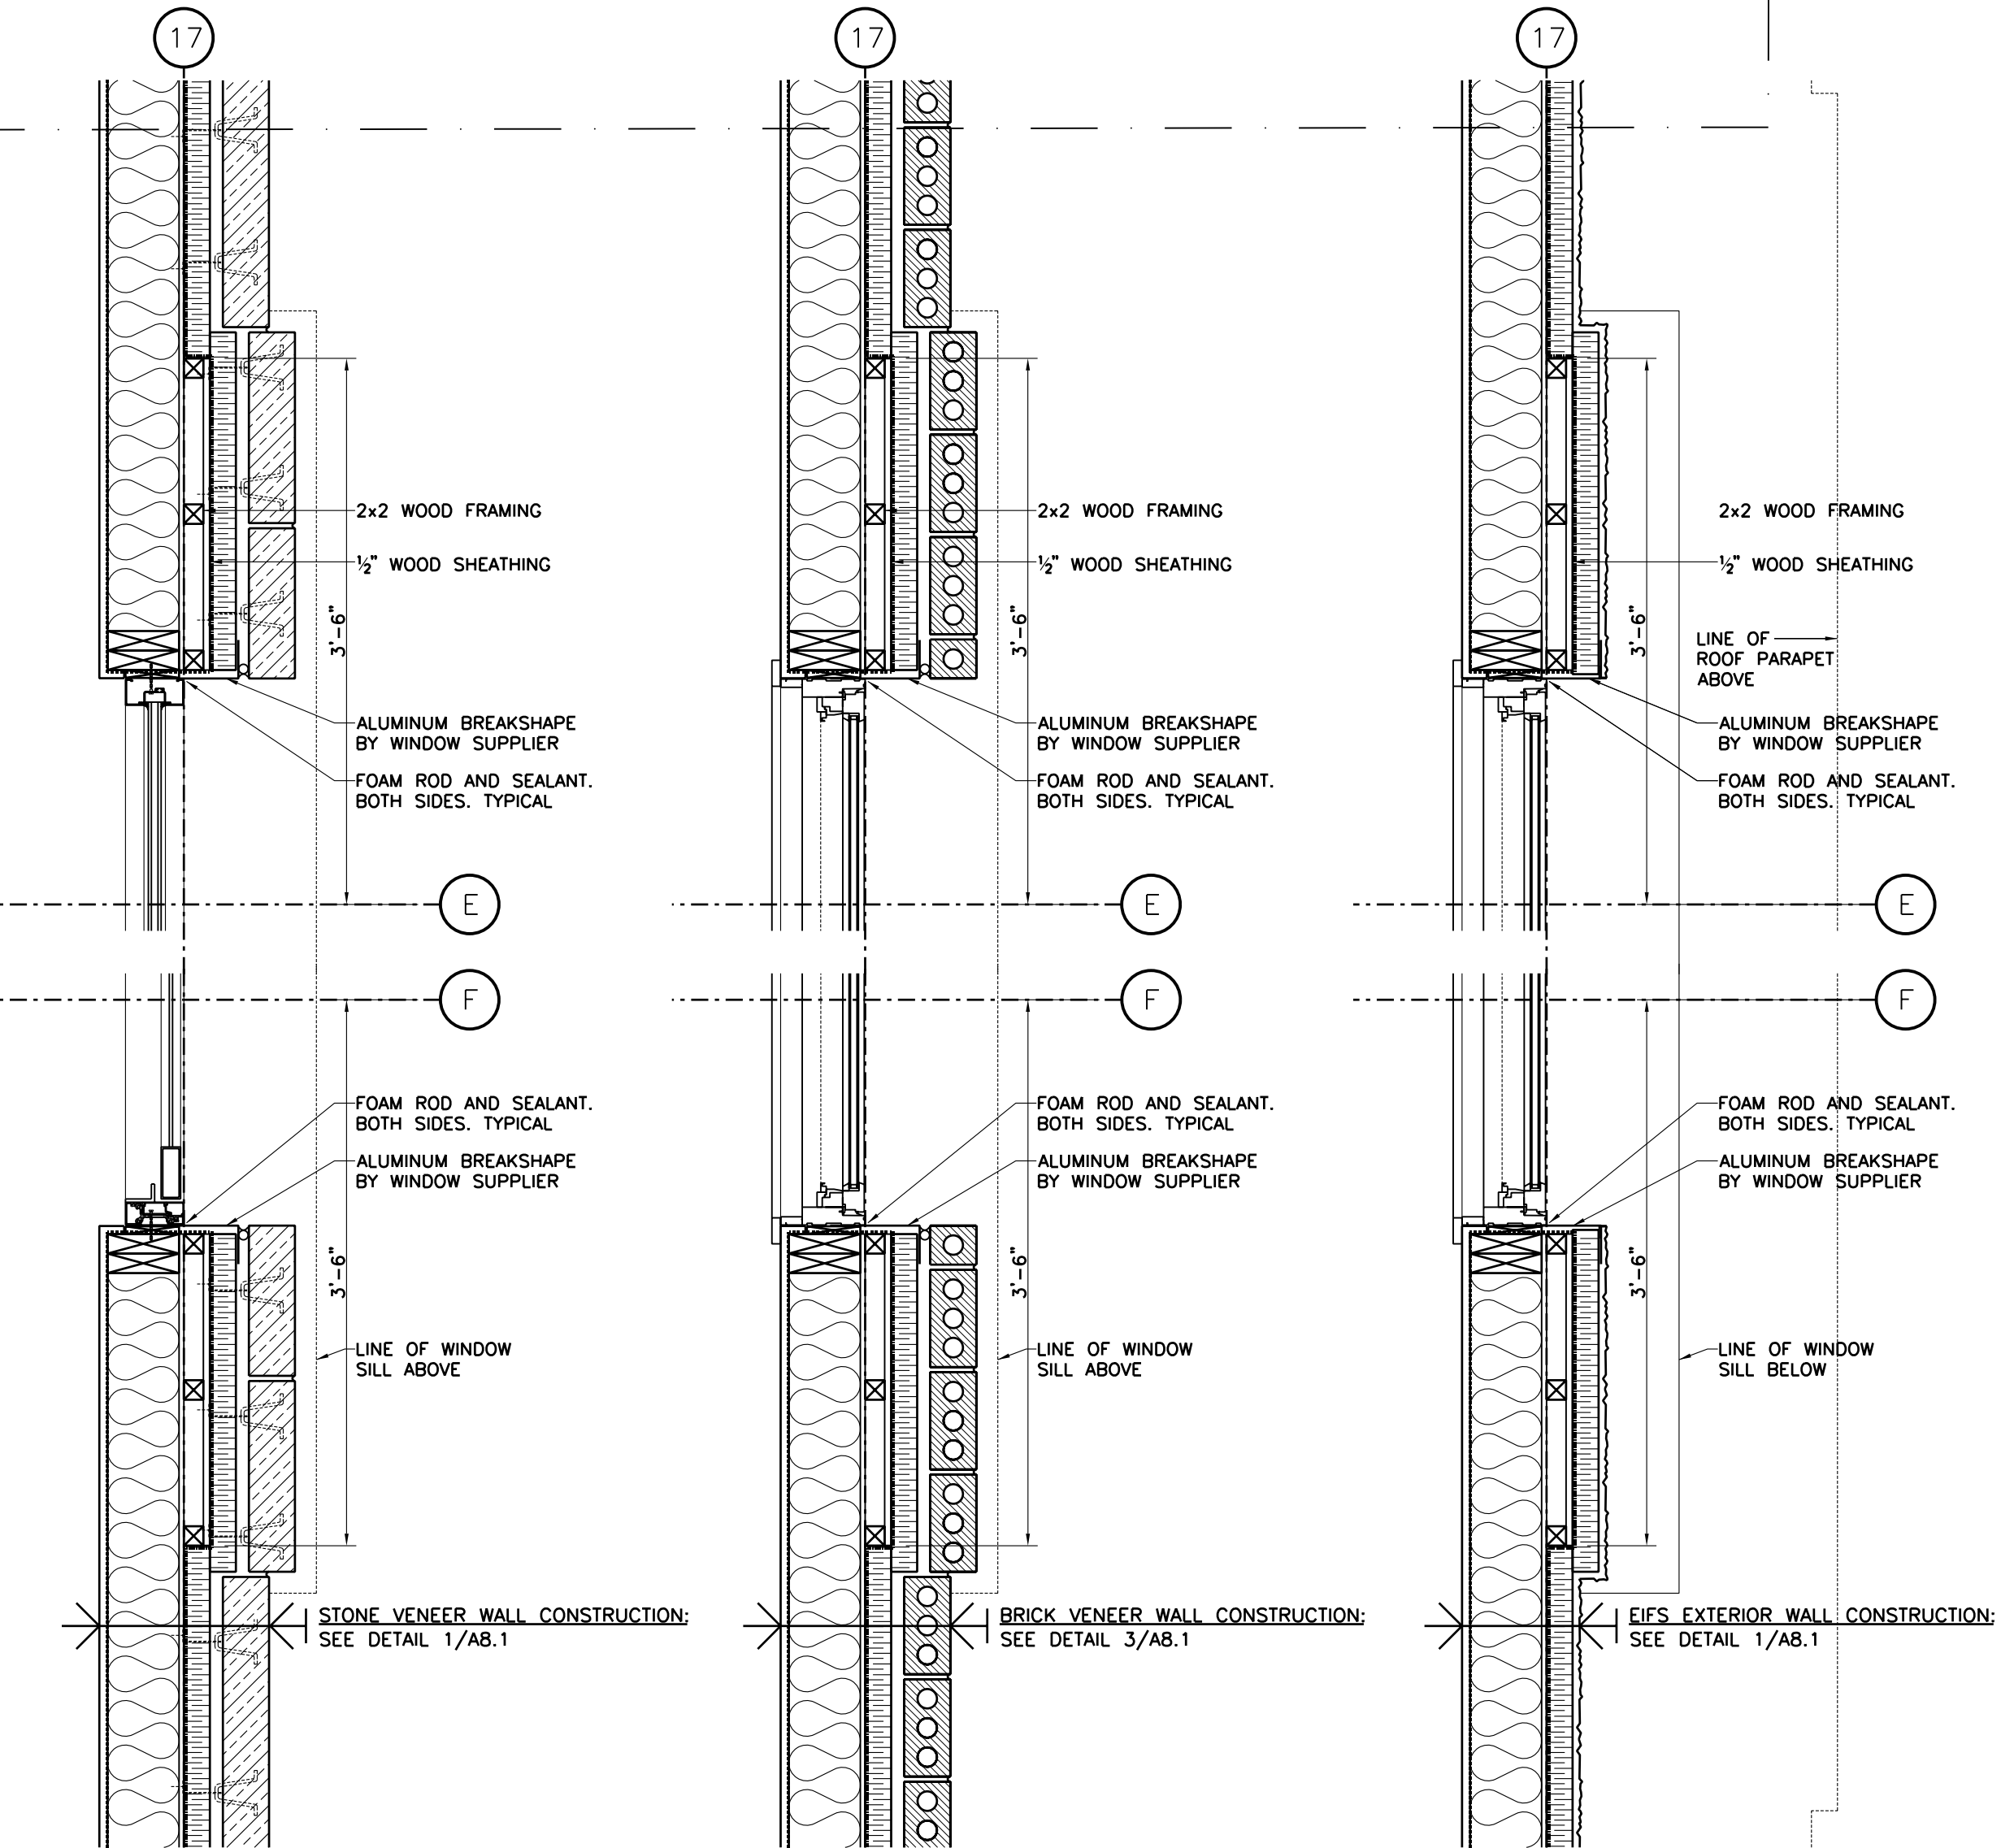 17
2x2 WOOD FRAMING
½" WOOD SHEATHING
3'-6"
ALUMINUM BREAKSHAPE
BY WINDOW SUPPLIER
FOAM ROD AND SEALANT.
BOTH SIDES. TYPICAL
E
F
FOAM ROD AND SEALANT.
BOTH SIDES. TYPICAL
ALUMINUM BREAKSHAPE
BY WINDOW SUPPLIER
3'-6"
LINE OF WINDOW
SILL ABOVE
STONE VENEER WALL CONSTRUCTION:
SEE DETAIL 1/A8.1
17
2x2 WOOD FRAMING
½" WOOD SHEATHING
3'-6"
ALUMINUM BREAKSHAPE
BY WINDOW SUPPLIER
FOAM ROD AND SEALANT.
BOTH SIDES. TYPICAL
E
F
FOAM ROD AND SEALANT.
BOTH SIDES. TYPICAL
ALUMINUM BREAKSHAPE
BY WINDOW SUPPLIER
3'-6"
LINE OF WINDOW
SILL ABOVE
BRICK VENEER WALL CONSTRUCTION:
SEE DETAIL 3/A8.1
17
2x2 WOOD FRAMING
½" WOOD SHEATHING
3'-6"
LINE OF
ROOF PARAPET
ABOVE
ALUMINUM BREAKSHAPE
BY WINDOW SUPPLIER
FOAM ROD AND SEALANT.
BOTH SIDES. TYPICAL
E
F
FOAM ROD AND SEALANT.
BOTH SIDES. TYPICAL
ALUMINUM BREAKSHAPE
BY WINDOW SUPPLIER
3'-6"
LINE OF WINDOW
SILL BELOW
EIFS EXTERIOR WALL CONSTRUCTION:
SEE DETAIL 1/A8.1